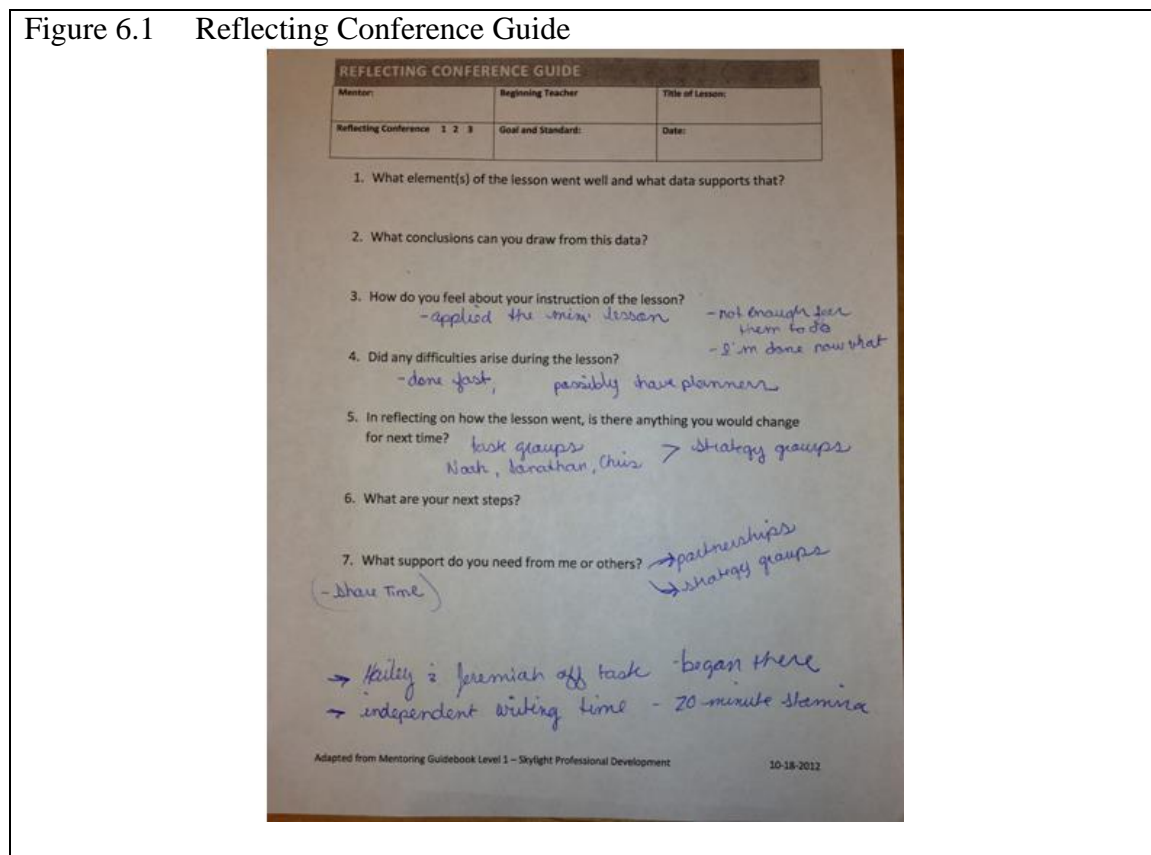 Figure 6.1 Reflecting Conference Guide
REFLECTING CONFERENCE GUIDE
Mentor: Beginning Teacher Title of Lesson:
Reflecting Conference 1 2 3 Goal and Standard: Date:
1. What element(s) of the lesson went well and what data supports that?
2. What conclusions can you draw from this data?
3. How do you feel about your instruction of the lesson?
-applied the mini lesson
-not enough for
them to do
-I'm done now what
4. Did any difficulties arise during the lesson?
-done fast, possibly have planners
5. In reflecting on how the lesson went, is there anything you would change
for next time?
task groups
Noah, Jonathan, Chris > strategy groups
6. What are your next steps?
7. What support do you need from me or others? →partnerships
→strategy groups
(-Share Time)
→ Hailey & Jeremiah off task -began there
→ independent writing time - 20-minute stamina
Adapted from Mentoring Guidebook Level 1 – Skylight Professional Development 10-18-2012